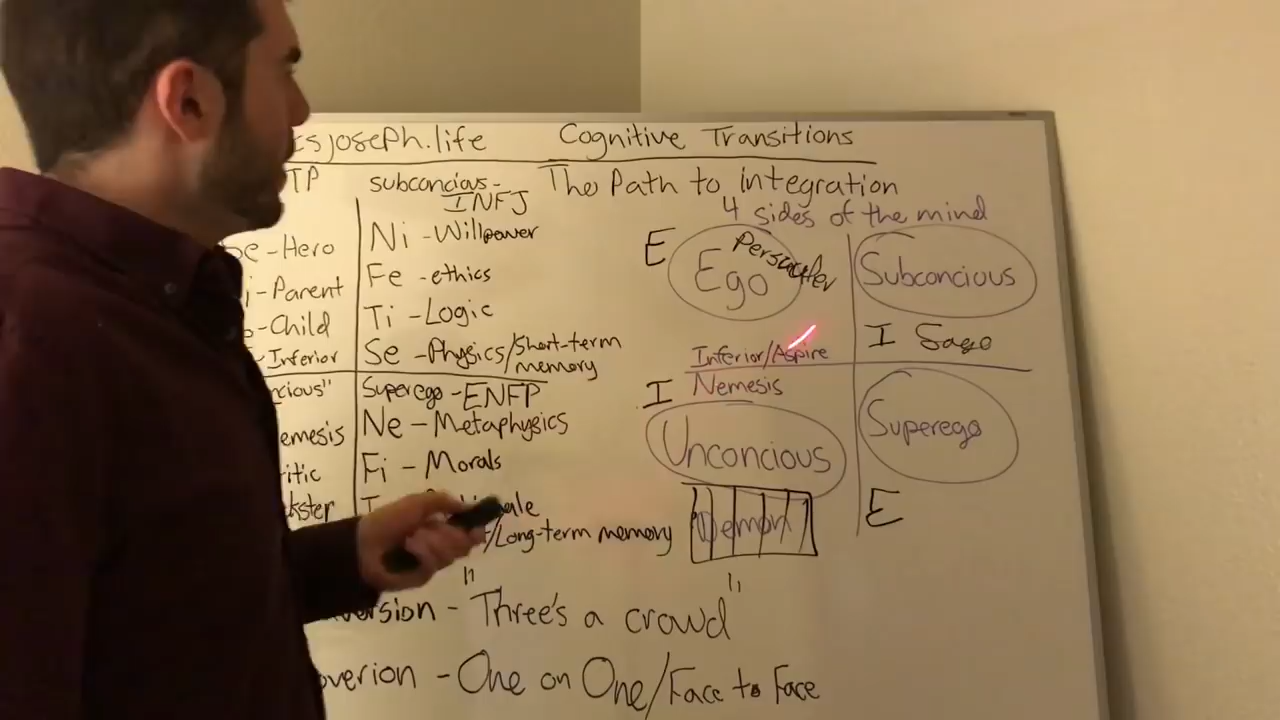 sjosePh.life Cognitive Transitions
TP subconcious- The Path to integration
INFJ 4 sides of the mind
Hero Ni -Willpower E Ego Persecuter Subconcious
-Parent Fe -ethics
-Child Ti -Logic
Inferior Se -Physics/Short-term memory Inferior/Aspire I Sage
Superego -ENFP I Nemesis
Ne -Metaphysics Unconcious Superego
Fi - Morals
/Long-term memory Demon E
- "Three's a crowd"
- One on One/Face to Face